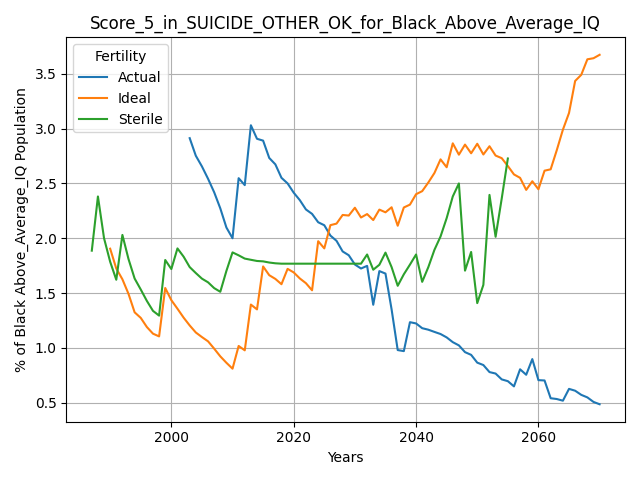 Score_5_in_SUICIDE_OTHER_OK_for_Black_Above_Average_IQ
Fertility
Actual
Ideal
Sterile
% of Black Above_Average_IQ Population
3.5
3.0
2.5
2.0
1.5
1.0
0.5
2000 2020 2040 2060
Years